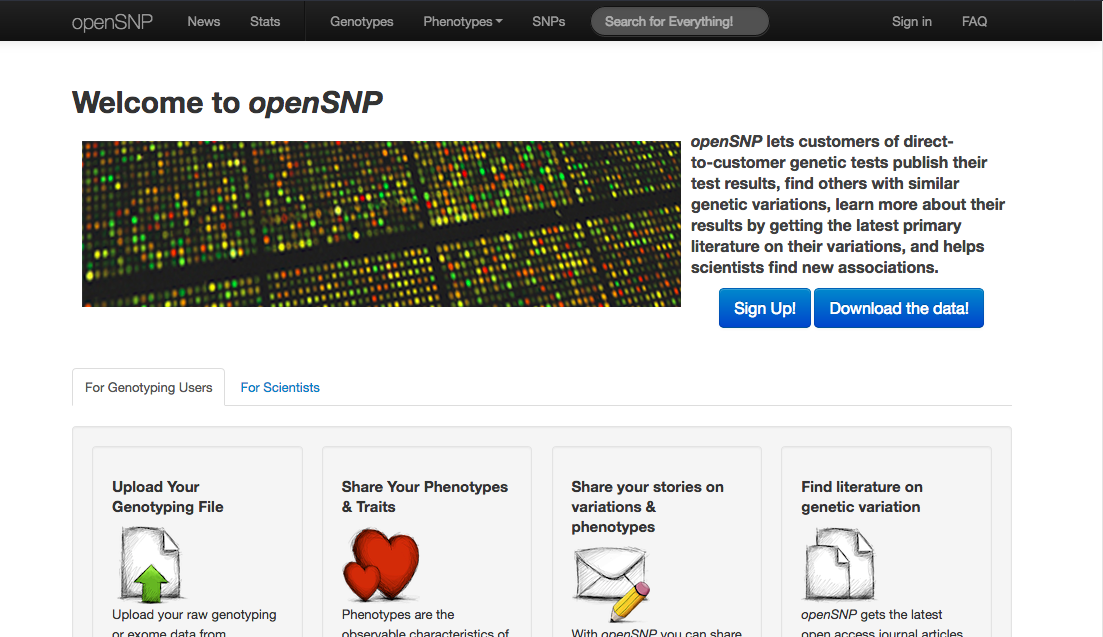 openSNP News Stats Genotypes Phenotypes SNPs Search for Everything! Sign in FAQ
Welcome to openSNP
openSNP lets customers of direct-
to-customer genetic tests publish their
test results, find others with similar
genetic variations, learn more about their
results by getting the latest primary
literature on their variations, and helps
scientists find new associations.
Sign Up! Download the data!
For Genotyping Users For Scientists
Upload Your
Genotyping File
Upload your raw genotyping
or exome data from
Share Your Phenotypes
& Traits
Phenotypes are the
observable characteristics of
Share your stories on
variations &
phenotypes
With openSNP you can share
Find literature on
genetic variation
openSNP gets the latest
open access journal articles